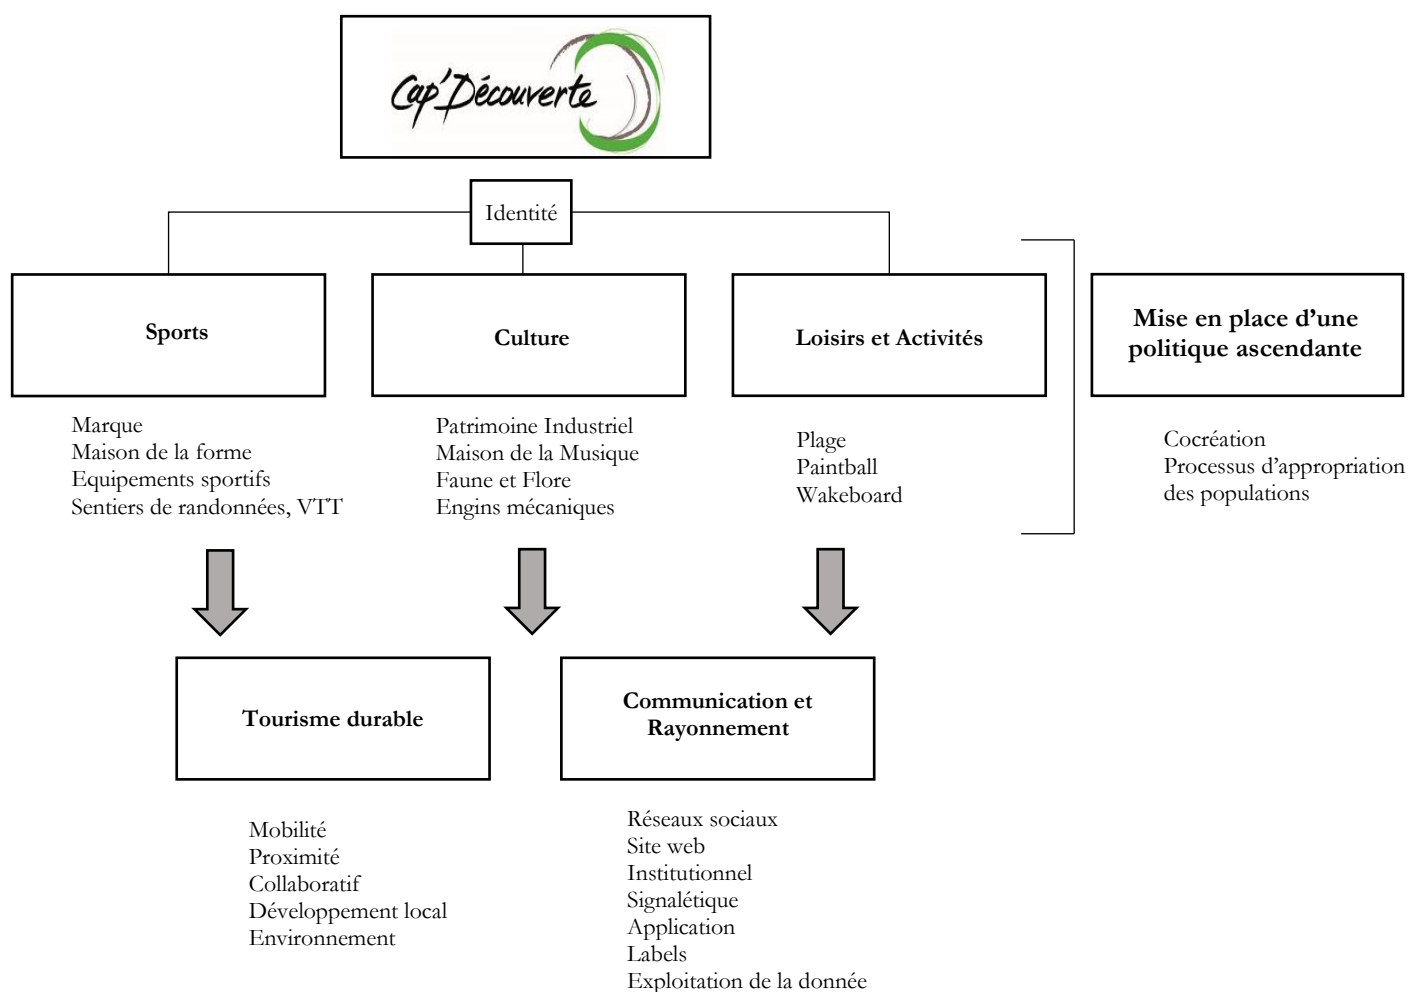 Cap'Découverte
Identité
Sports
Marque
Maison de la forme
Equipements sportifs
Sentiers de randonnées, VTT
Culture
Patrimoine Industriel
Maison de la Musique
Faune et Flore
Engins mécaniques
Loisirs et Activités
Plage
Paintball
Wakeboard
Mise en place d’une
politique ascendante
Cocréation
Processus d’appropriation
des populations
Tourisme durable
Mobilité
Proximité
Collaboratif
Développement local
Environnement
Communication et
Rayonnement
Réseaux sociaux
Site web
Institutionnel
Signalétique
Application
Labels
Exploitation de la donnée